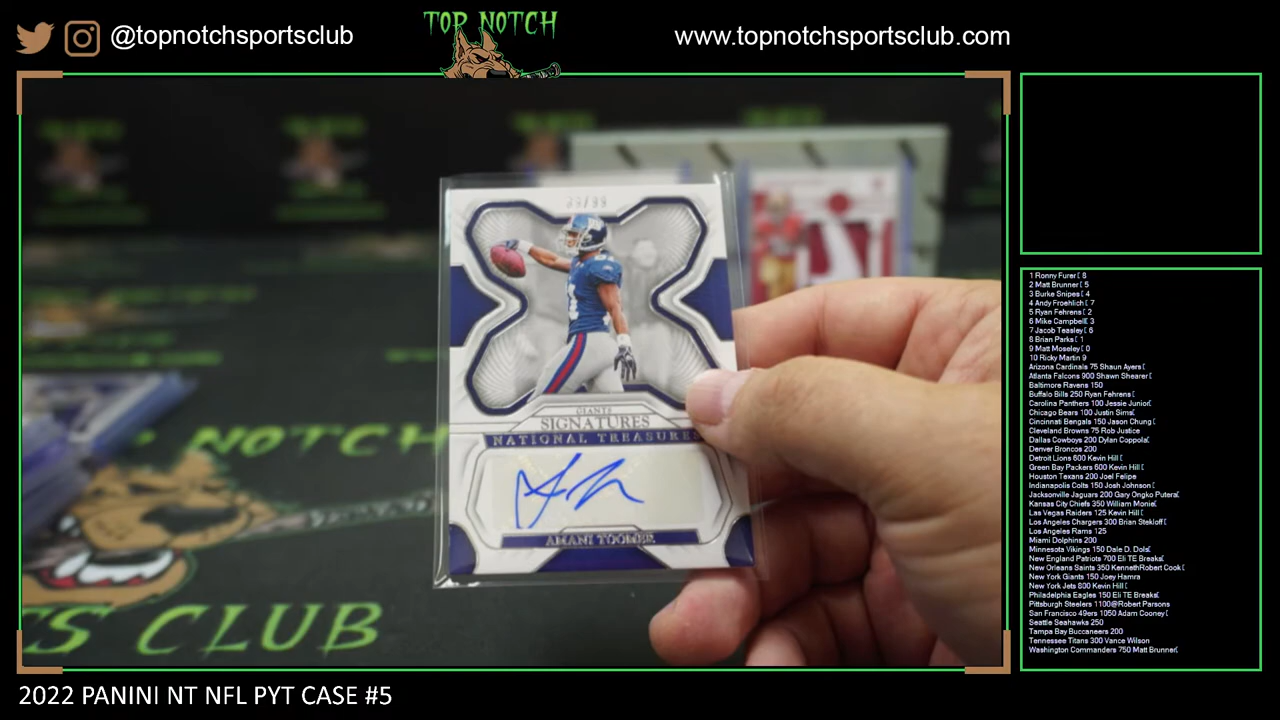 @topnotchsportsclub
TOP NOTCH
www.topnotchsportsclub.com
GIANTS
SIGNATURES
NATIONAL TREASURES
AMANI TOOMER
NOTCH
CLUB
1 Ronny Furer[ 8
2 Matt Brunner[ 5
3 Burke Snipes[ 4
4 Andy Froehlich [ 7
5 Ryan Fehrens [ 2
6 Mike Campbell[ 3
7 Jacob Teasley [ 6
8 Brian Parks [ 1
9 Matt Moseley [ 0
10 Ricky Martin 9
Arizona Cardinals 75 Shaun Ayers [
Atlanta Falcons 900 Shawn Shearer [
Baltimore Ravens 150
Buffalo Bills 250 Ryan Fehrens[
Carolina Panthers 100 Jessie Junior[
Chicago Bears 100 Justin Sims[
Cincinnati Bengals 150 Jason Chung [
Cleveland Browns 75 Rob Justice
Dallas Cowboys 200 Dylan Coppola[
Denver Broncos 200
Detroit Lions 600 Kevin Hill [
Green Bay Packers 600 Kevin Hill [
Houston Texans 200 Joel Felipe
Indianapolis Colts 150 Josh Johnson [
Jacksonville Jaguars 200 Gary Ongko Putera[
Kansas City Chiefs 350 William Moniel[
Las Vegas Raiders 125 Kevin Hill [
Los Angeles Chargers 300 Brian Stekloff [
Los Angeles Rams 125
Miami Dolphins 200
Minnesota Vikings 150 Dale D. Dols[
New England Patriots 700 Eli TE Breaks[
New Orleans Saints 350 KennethRobert Cook [
New York Giants 150 Joey Hamra
New York Jets 800 Kevin Hill [
Philadelphia Eagles 150 Eli TE Breaks[
Pittsburgh Steelers 1100@Robert Parsons
San Francisco 49ers 1050 Adam Cooney [
Seattle Seahawks 250
Tampa Bay Buccaneers 200
Tennessee Titans 300 Vance Wilson
Washington Commanders 750 Matt Brunner[
2022 PANINI NT NFL PYT CASE #5